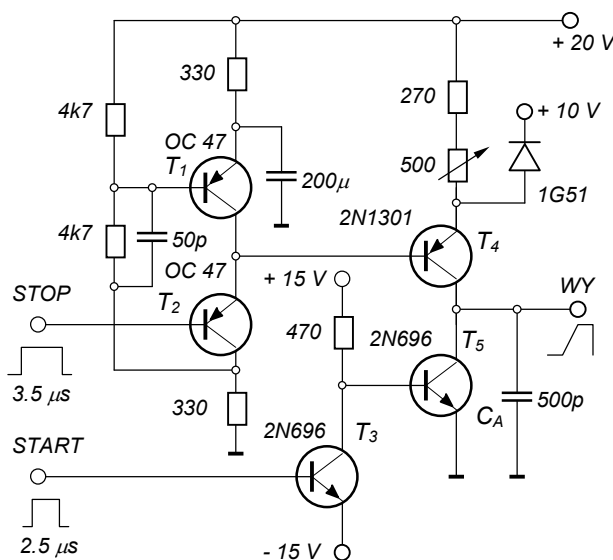 + 20 V
330
270
4k7
OC 47
T1
+ 10 V
500
200μ
1G51
2N1301
4k7
50p
T4
OC 47
STOP
T2
+ 15 V
WY
470
2N696
T5
3.5 μs
330
CA
500p
START
2N696
T3
2.5 μs
- 15 V